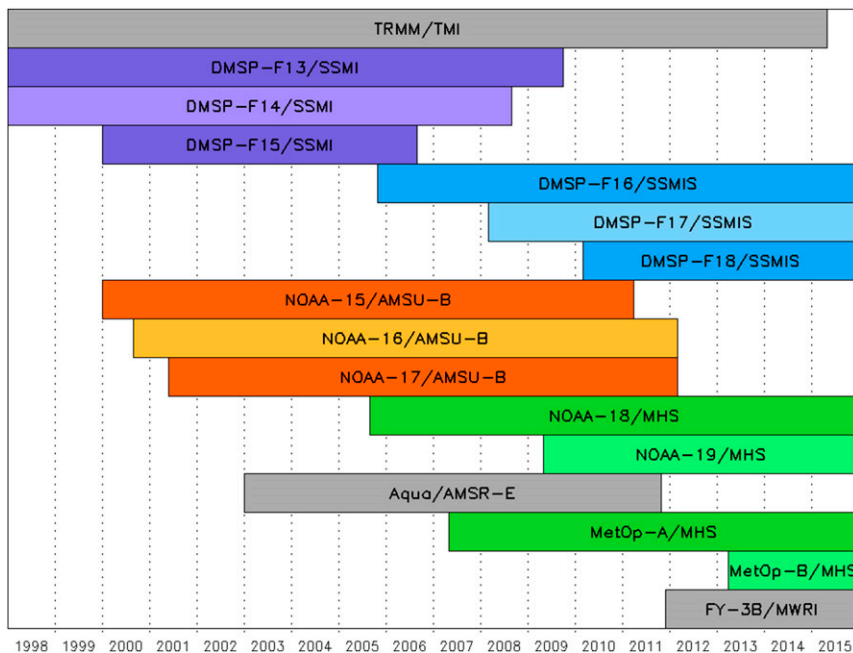 TRMM/TMI
DMSP-F13/SSMI
DMSP-F14/SSMI
DMSP-F15/SSMI
DMSP-F16/SSMIS
DMSP-F17/SSMIS
DMSP-F18/SSMIS
NOAA-15/AMSU-B
NOAA-16/AMSU-B
NOAA-17/AMSU-B
NOAA-18/MHS
NOAA-19/MHS
Aqua/AMSR-E
MetOp-A/MHS
MetOp-B/MHS
FY-3B/MWRI
1998 1999 2000 2001 2002 2003 2004 2005 2006 2007 2008 2009 2010 2011 2012 2013 2014 2015